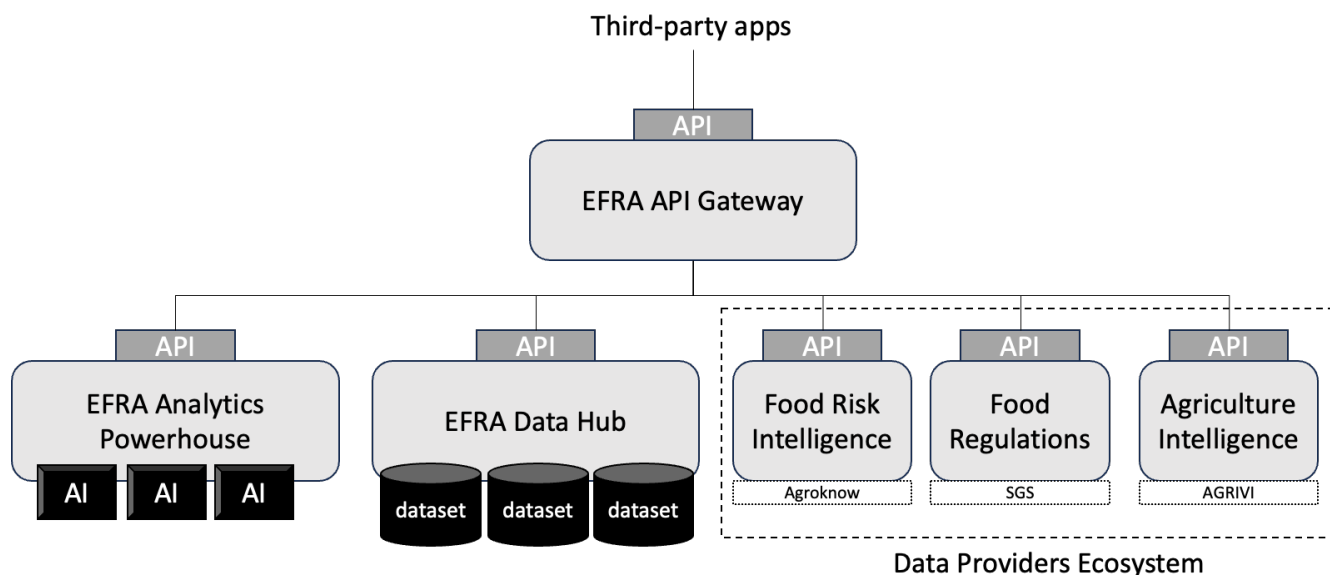 Third-party apps
API
EFRA API Gateway
API
API
API
API
API
EFRA Analytics
Powerhouse
EFRA Data Hub
Food Risk
Intelligence
Food
Regulations
Agriculture
Intelligence
AI
AI
AI
dataset
dataset
dataset
Agroknow
SGS
AGRIVI
Data Providers Ecosystem